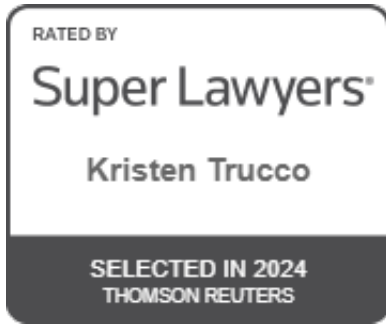 RATED BY
Super Lawyers®
Kristen Trucco
SELECTED IN 2024
THOMSON REUTERS